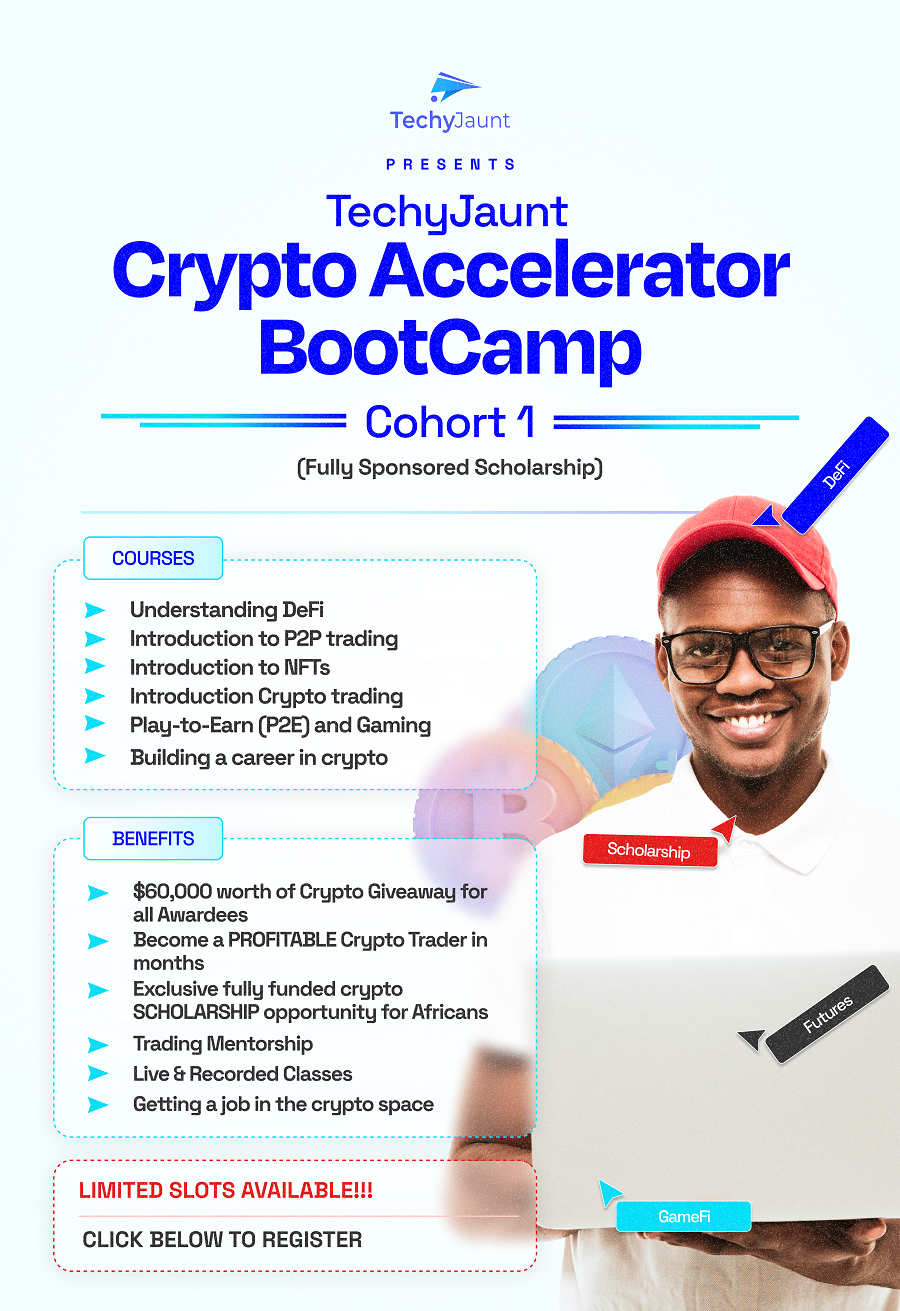 TechyJaunt
PRESENTS
TechyJaunt
Crypto Accelerator
BootCamp
Cohort 1
(Fully Sponsored Scholarship)
DeFi
COURSES
Understanding DeFi
Introduction to P2P trading
Introduction to NFTs
Introduction Crypto trading
Play-to-Earn (P2E) and Gaming
Building a career in crypto
Scholarship
BENEFITS
$60,000 worth of Crypto Giveaway for
all Awardees
Become a PROFITABLE Crypto Trader in
months
Exclusive fully funded crypto
SCHOLARSHIP opportunity for Africans
Trading Mentorship
Live & Recorded Classes
Getting a job in the crypto space
Futures
LIMITED SLOTS AVAILABLE!!!
CLICK BELOW TO REGISTER
GameFi